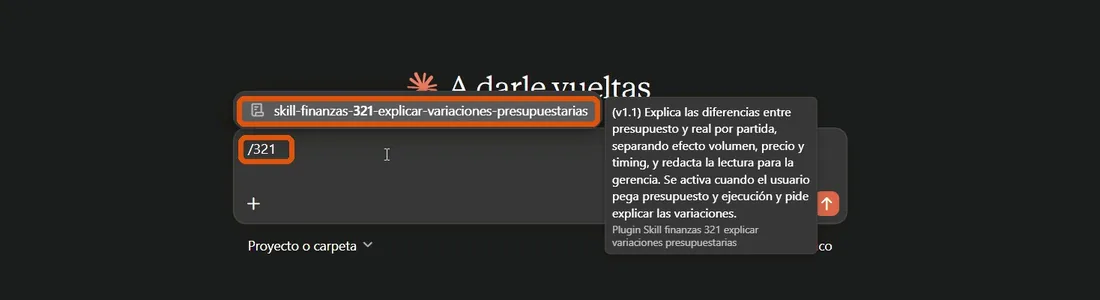 A darle vueltas
skill-finanzas-321-explicar-variaciones-presupuestarias
/321
(v1.1) Explica las diferencias entre
presupuesto y real por partida,
separando efecto volumen, precio y
timing, y redacta la lectura para la
gerencia. Se activa cuando el usuario
pega presupuesto y ejecución y pide
explicar las variaciones.
Plugin Skill finanzas 321 explicar
variaciones presupuestarias
Proyecto o carpeta